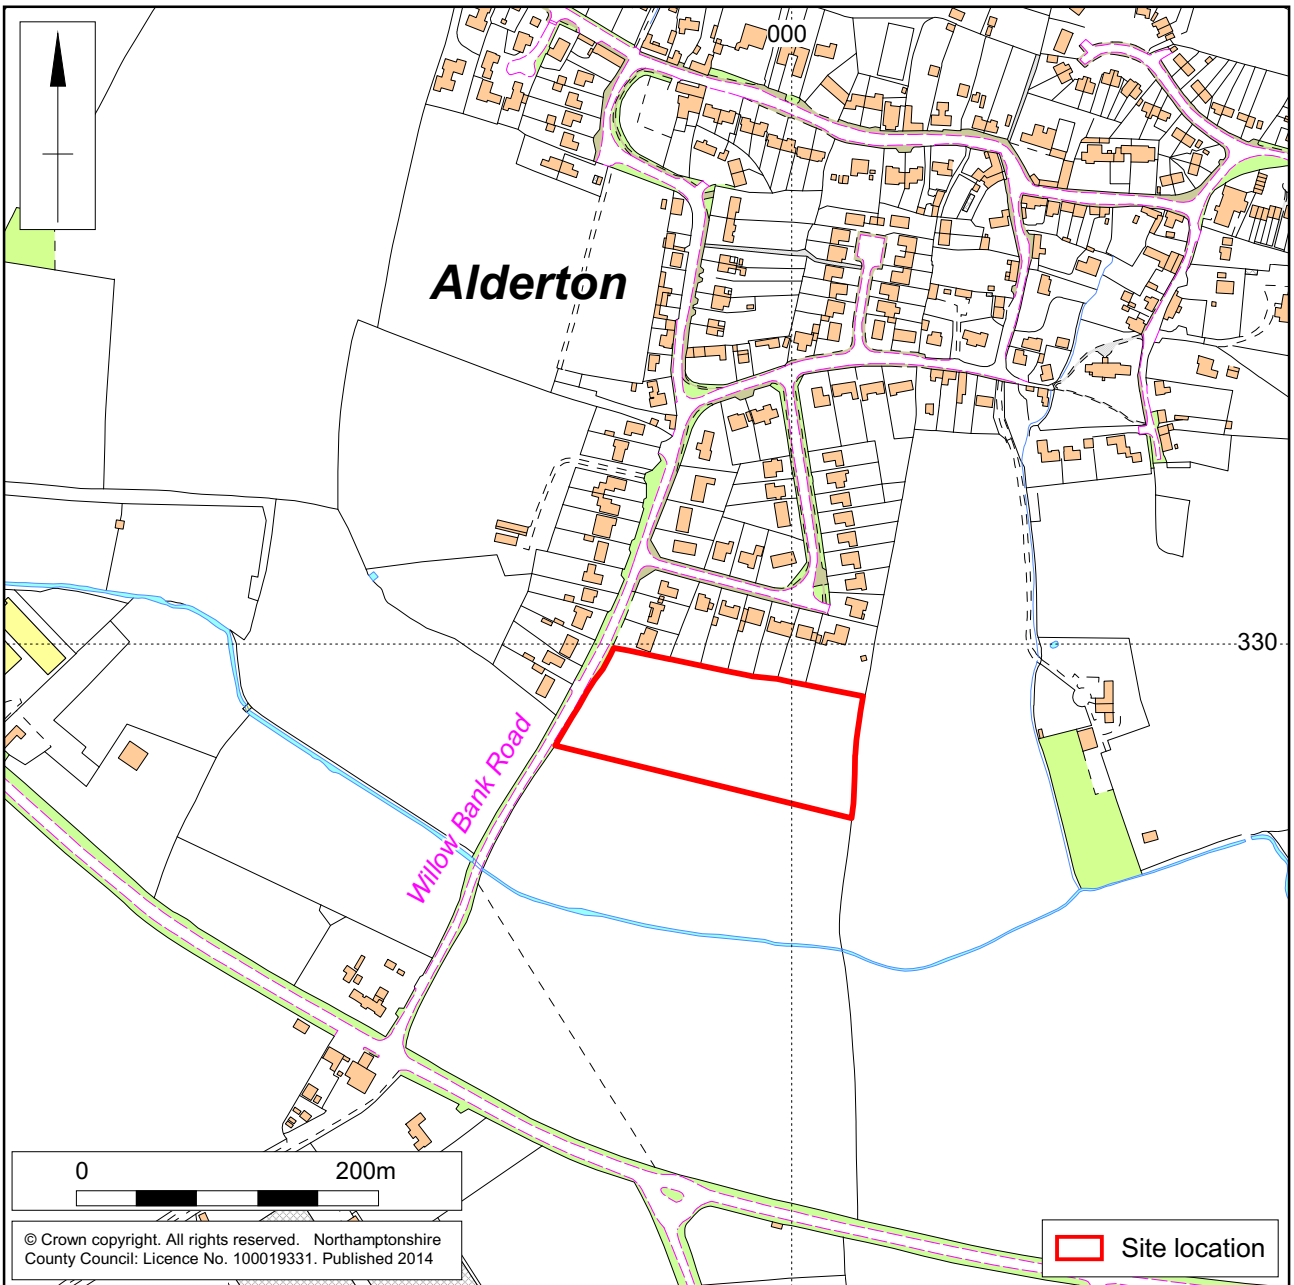 000
Alderton
330
Willow Bank Road
0 200m
© Crown copyright. All rights reserved. Northamptonshire
County Council: Licence No. 100019331. Published 2014
Site location